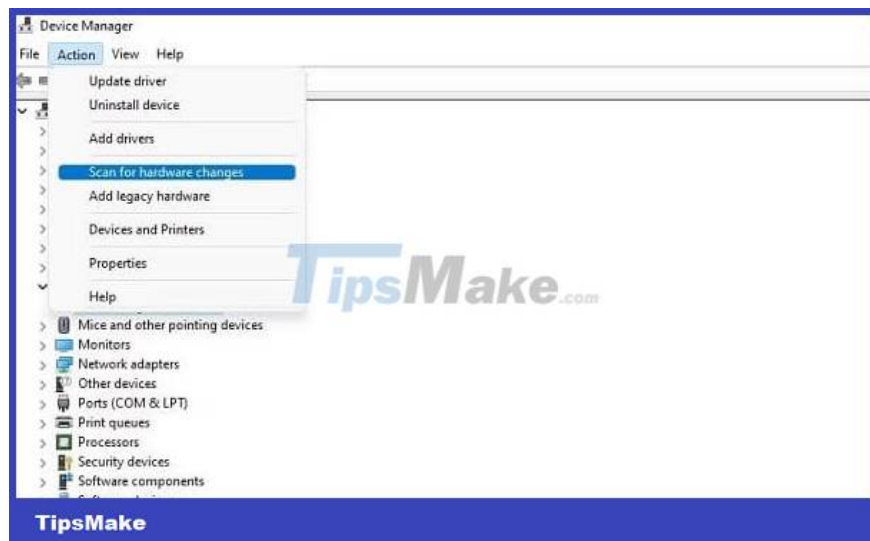 Device Manager
File Action View Help
Update driver
Uninstall device
Add drivers
Scan for hardware changes
Add legacy hardware
Devices and Printers
Properties
Help
TipsMake.com
Mice and other pointing devices
Monitors
Network adapters
Other devices
Ports (COM & LPT)
Print queues
Processors
Security devices
Software components
TipsMake